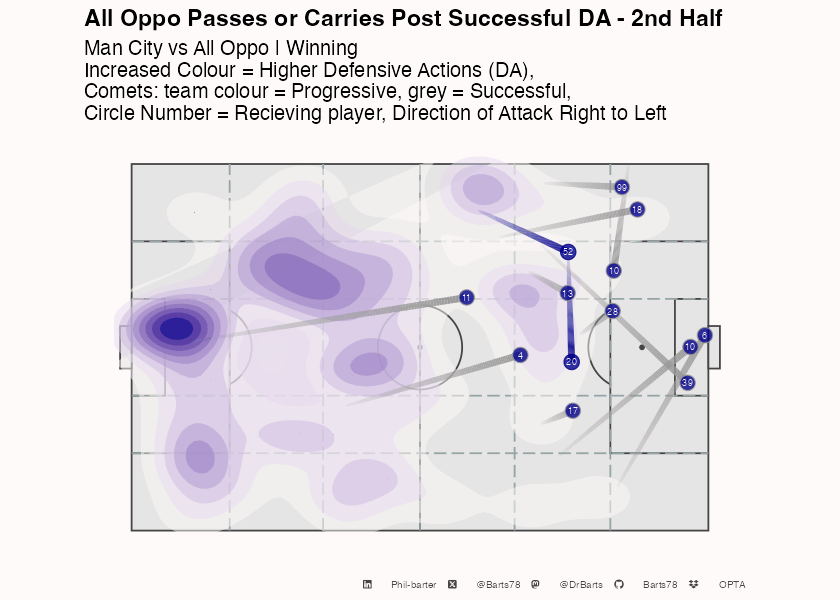 All Oppo Passes or Carries Post Successful DA - 2nd Half
Man City vs All Oppo | Winning
Increased Colour = Higher Defensive Actions (DA),
Comets: team colour = Progressive, grey = Successful,
Circle Number = Recieving player, Direction of Attack Right to Left
99
18
52
10
13
11
28
6
10
4
20
39
17
Phil-barter @Barts78 @DrBarts Barts78 OPTA